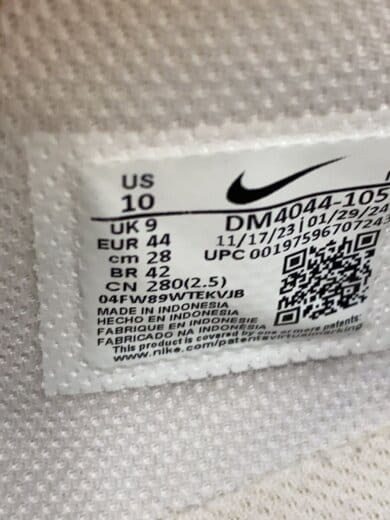 US
10
UK 9
EUR 44
cm 28
BR 42
CN 280(2.5)
04FW89WTEKVJB
DM4044-105
11/17/23 | 01/29/24
UPC 00197596707243
MADE IN INDONESIA
HECHO EN INDONESIA
FABRIQUE EN INDONESIE
FABRICADO NA INDONÉSIA
This product is covered by one or more patents:
www.nike.com/patentsvirtualmarking